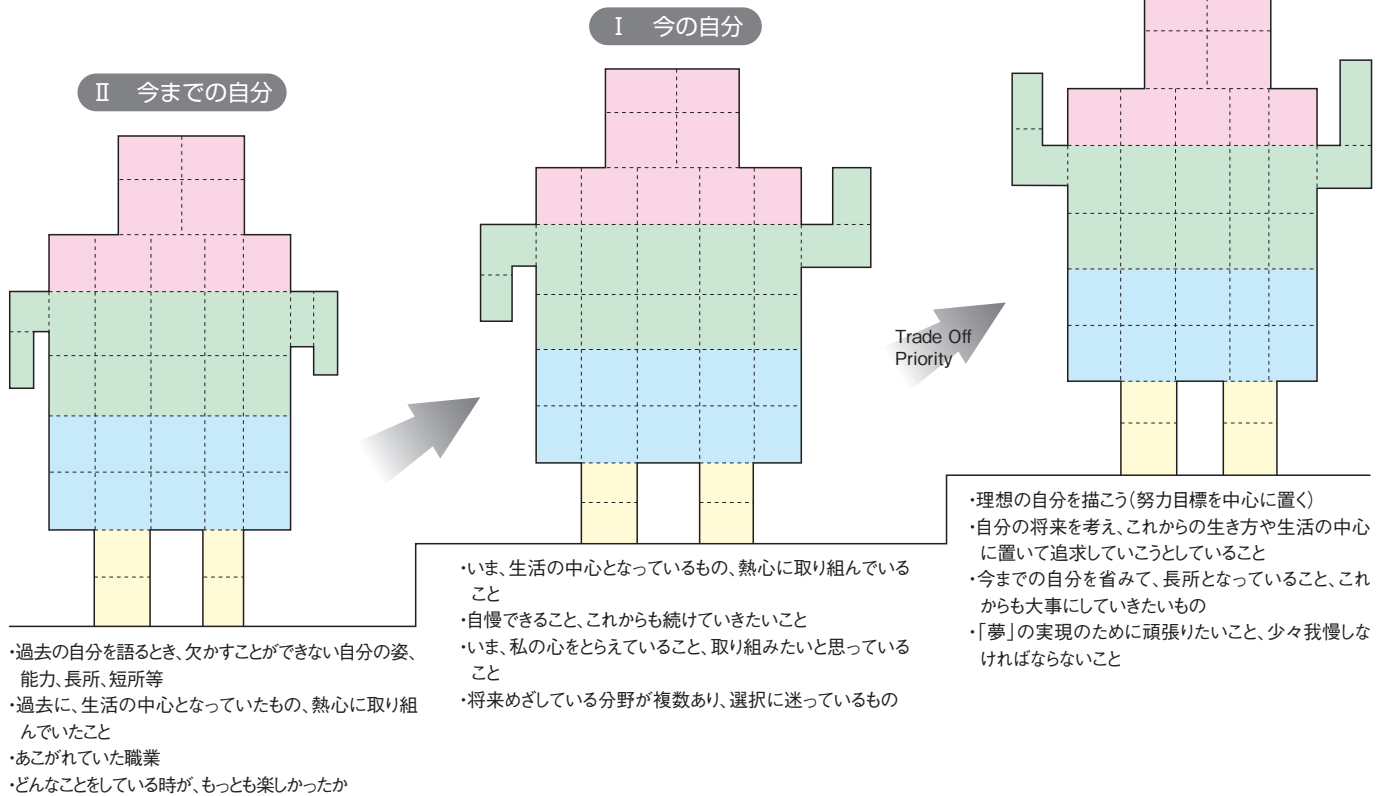 Ⅰ 今の自分
Ⅱ 今までの自分
Trade Off
Priority
・過去の自分を語るとき、欠かすことができない自分の姿、
能力、長所、短所等
・過去に、生活の中心となっていたもの、熱心に取り組
んでいたこと
・あこがれていた職業
・どんなことをしている時が、もっとも楽しかったか
・いま、生活の中心となっているもの、熱心に取り組んでいる
こと
・自慢できること、これからも続けていきたいこと
・いま、私の心をとらえていること、取り組みたいと思っている
こと
・将来めざしている分野が複数あり、選択に迷っているもの
・理想の自分を描こう（努力目標を中心に置く）
・自分の将来を考え、これからの生き方や生活の中心
に置いて追求していこうとしていること
・今までの自分を省みて、長所となっていること、これ
からも大事にしていきたいもの
・「夢」の実現のために頑張りたいこと、少々我慢しな
ければならないこと